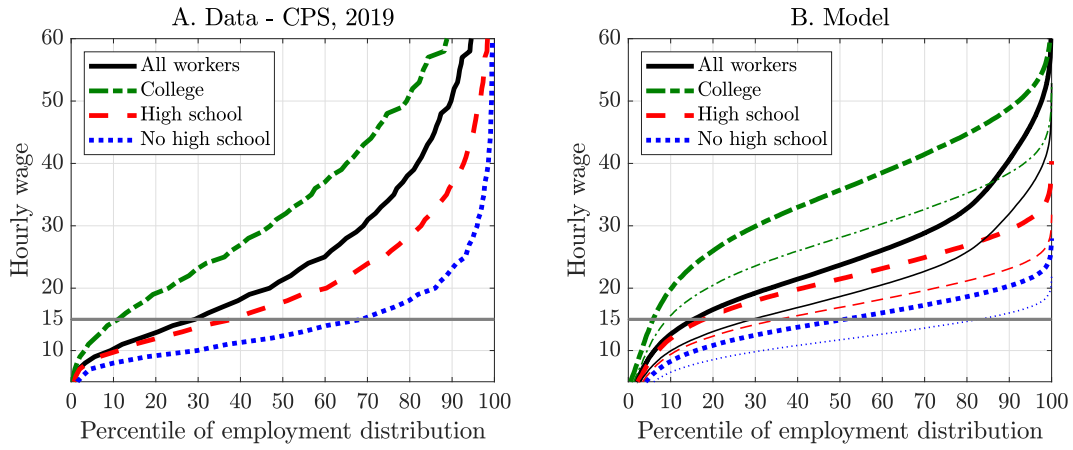 A. Data - CPS, 2019
60
50
40
30
20
15
10
Hourly wage
All workers
College
High school
No high school
0 10 20 30 40 50 60 70 80 90 100
Percentile of employment distribution
B. Model
60
50
40
30
20
15
10
Hourly wage
All workers
College
High school
No high school
0 10 20 30 40 50 60 70 80 90 100
Percentile of employment distribution